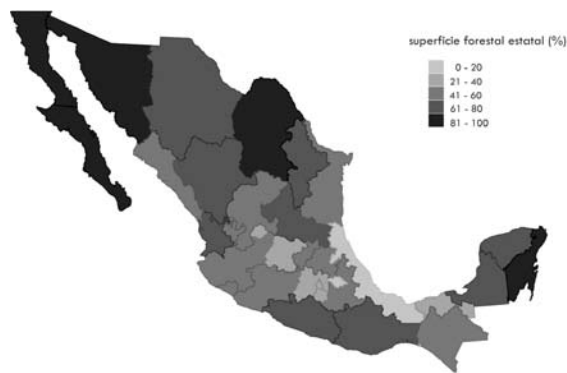 superficie forestal estatal (%)
0 - 20
21 - 40
41 - 60
61 - 80
81 - 100